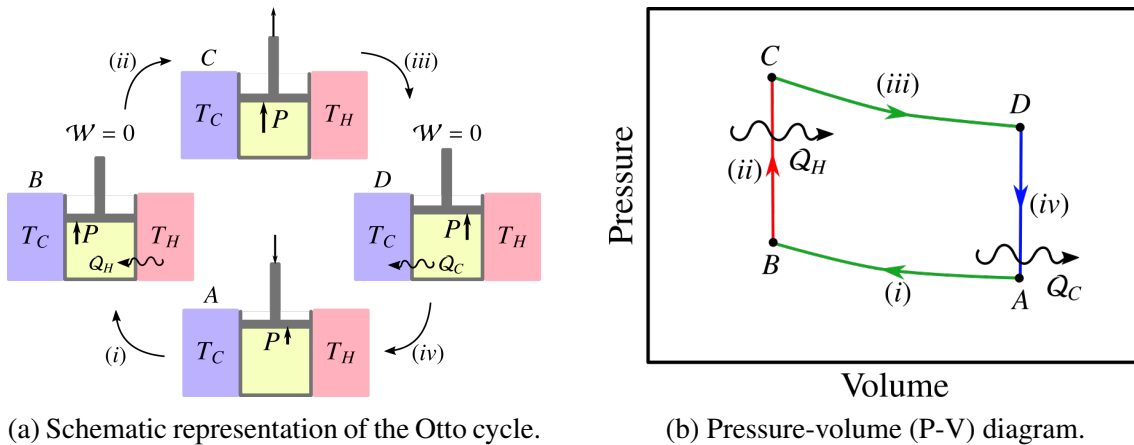 C
(ii)
(iii)
T_C
P
T_H
𝒲 = 0
𝒲 = 0
B
D
T_C
P
T_H
Q_H
T_C
P
T_H
Q_C
A
(i)
T_C
P
T_H
(iv)
(a) Schematic representation of the Otto cycle.
Pressure
C
(iii)
D
(ii)
Q_H
(iv)
B
(i)
A
Q_C
Volume
(b) Pressure-volume (P-V) diagram.